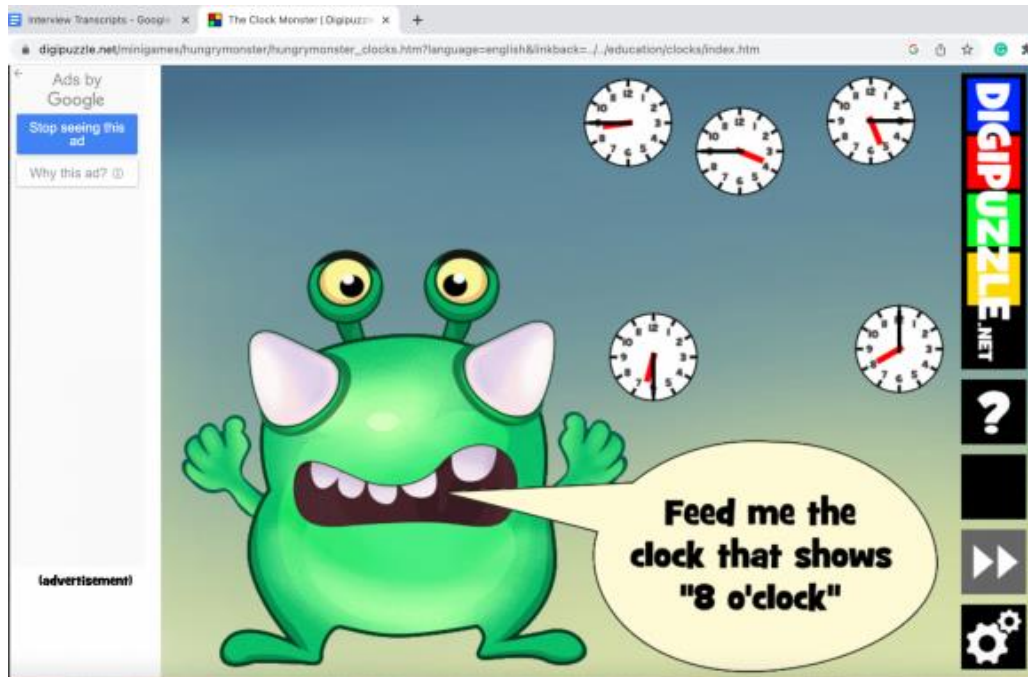 Interview Transcripts - Google
The Clock Monster | Digipuzzle
digipuzzle.net/minigames/hungrymonster/hungrymonster_clocks.htm?language=english&linkback=../../education/clocks/index.htm
Ads by
Google
Stop seeing this
ad
Why this ad?
(advertisement)
DIGIPUZZLE.NET
?
Feed me the
clock that shows
"8 o'clock"